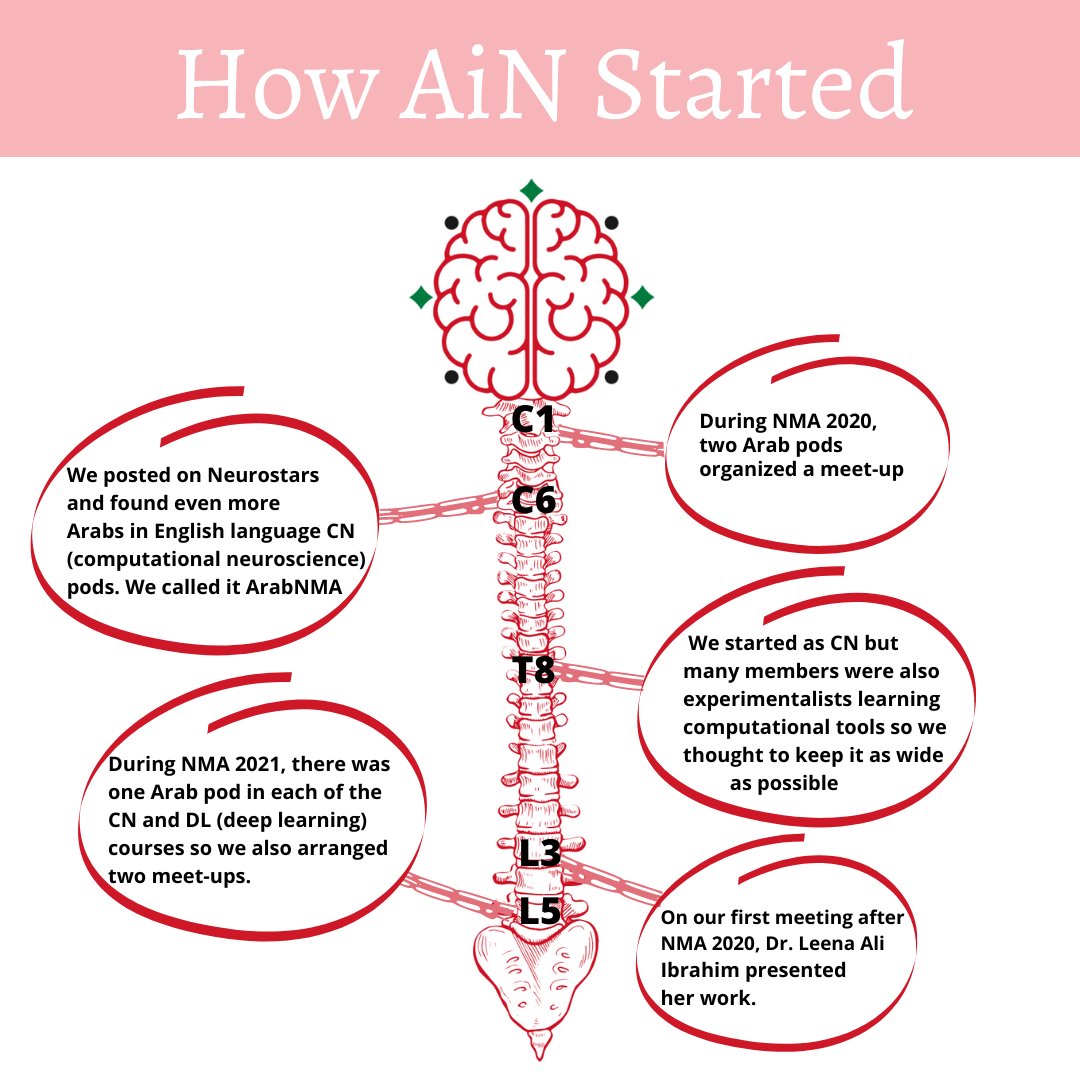 How AiN Started
C1
During NMA 2020,
two Arab pods
organized a meet-up
C6
We posted on Neurostars
and found even more
Arabs in English language CN
(computational neuroscience)
pods. We called it ArabNMA
T8
We started as CN but
many members were also
experimentalists learning
computational tools so we
thought to keep it as wide
as possible
L3
On our first meeting after
NMA 2020, Dr. Leena Ali
Ibrahim presented
her work.
L5
During NMA 2021, there was
one Arab pod in each of the
CN and DL (deep learning)
courses so we also arranged
two meet-ups.